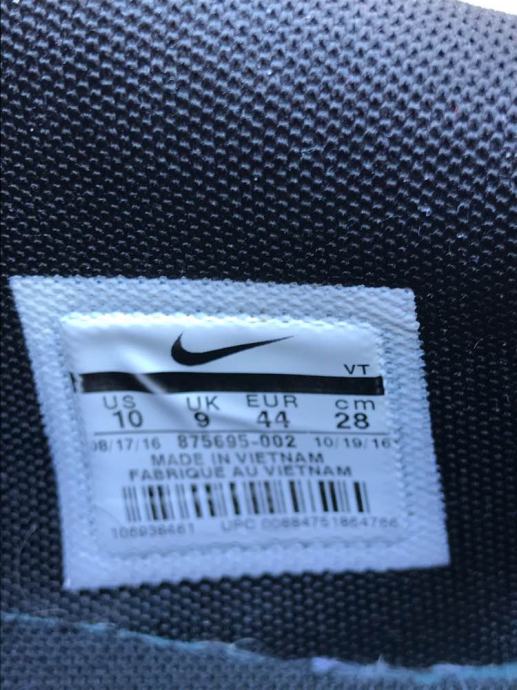 VT
US UK EUR cm
10 9 44 28
08/17/16 875695-002 10/19/16
MADE IN VIETNAM
FABRIQUE AU VIETNAM
UPC 00884751864766